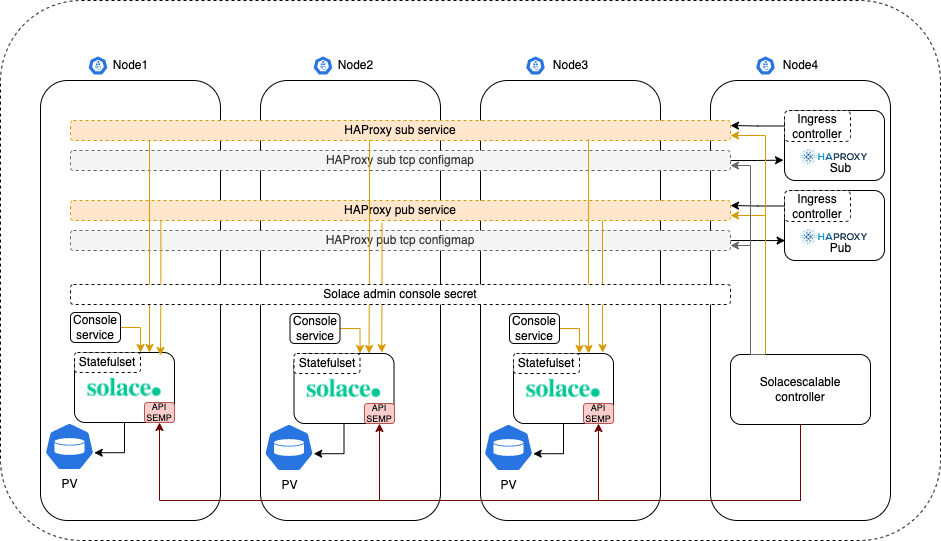 Node1
Node2
Node3
Node4
HAProxy sub service
HAProxy sub tcp configmap
Ingress
controller
HAPROXY
Sub
HAProxy pub service
HAProxy pub tcp configmap
Ingress
controller
HAPROXY
Pub
Solace admin console secret
Console
service
Console
service
Console
service
Statefulset
solace.
API
SEMP
Statefulset
solace.
API
SEMP
Statefulset
solace.
API
SEMP
Solacescalable
controller
PV
PV
PV